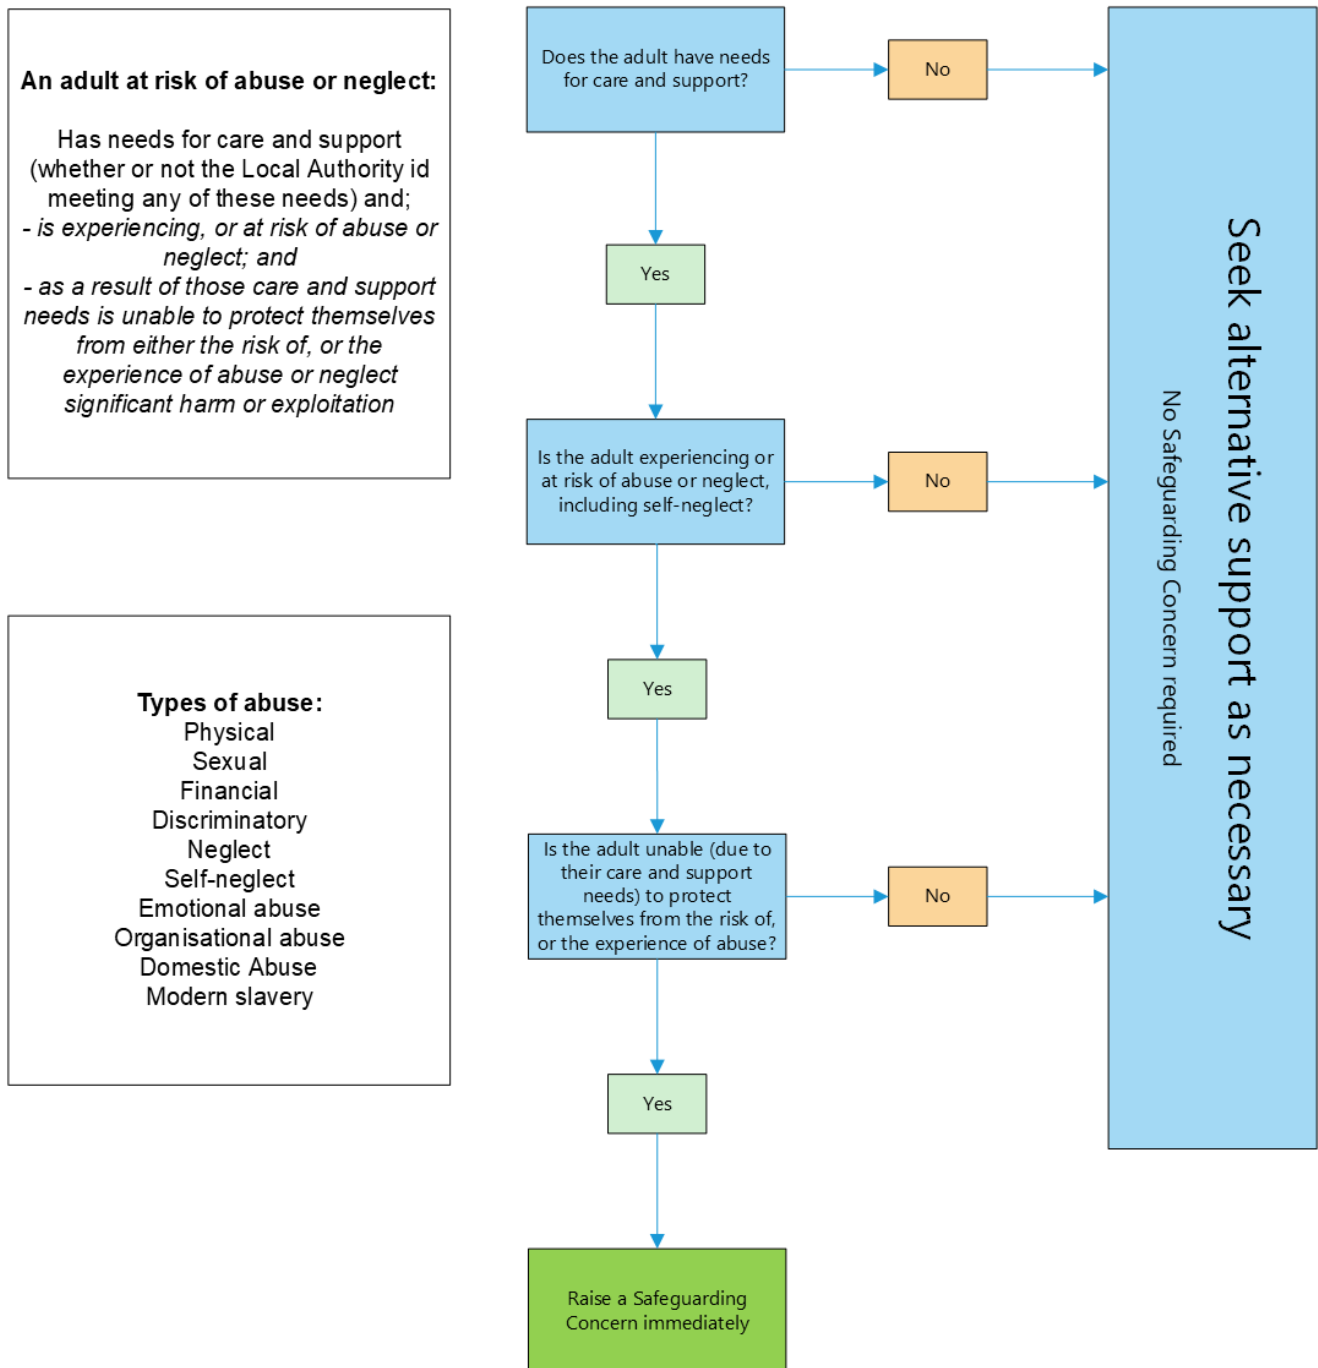 An adult at risk of abuse or neglect:
Has needs for care and support
(whether or not the Local Authority id
meeting any of these needs) and;
- is experiencing, or at risk of abuse or
neglect; and
- as a result of those care and support
needs is unable to protect themselves
from either the risk of, or the
experience of abuse or neglect
significant harm or exploitation
Types of abuse:
Physical
Sexual
Financial
Discriminatory
Neglect
Self-neglect
Emotional abuse
Organisational abuse
Domestic Abuse
Modern slavery
Does the adult have needs
for care and support?
No
Yes
Is the adult experiencing or
at risk of abuse or neglect,
including self-neglect?
No
Yes
Is the adult unable (due to
their care and support
needs) to protect
themselves from the risk of,
or the experience of abuse?
No
Yes
Raise a Safeguarding
Concern immediately
Seek alternative support as necessary
No Safeguarding Concern required